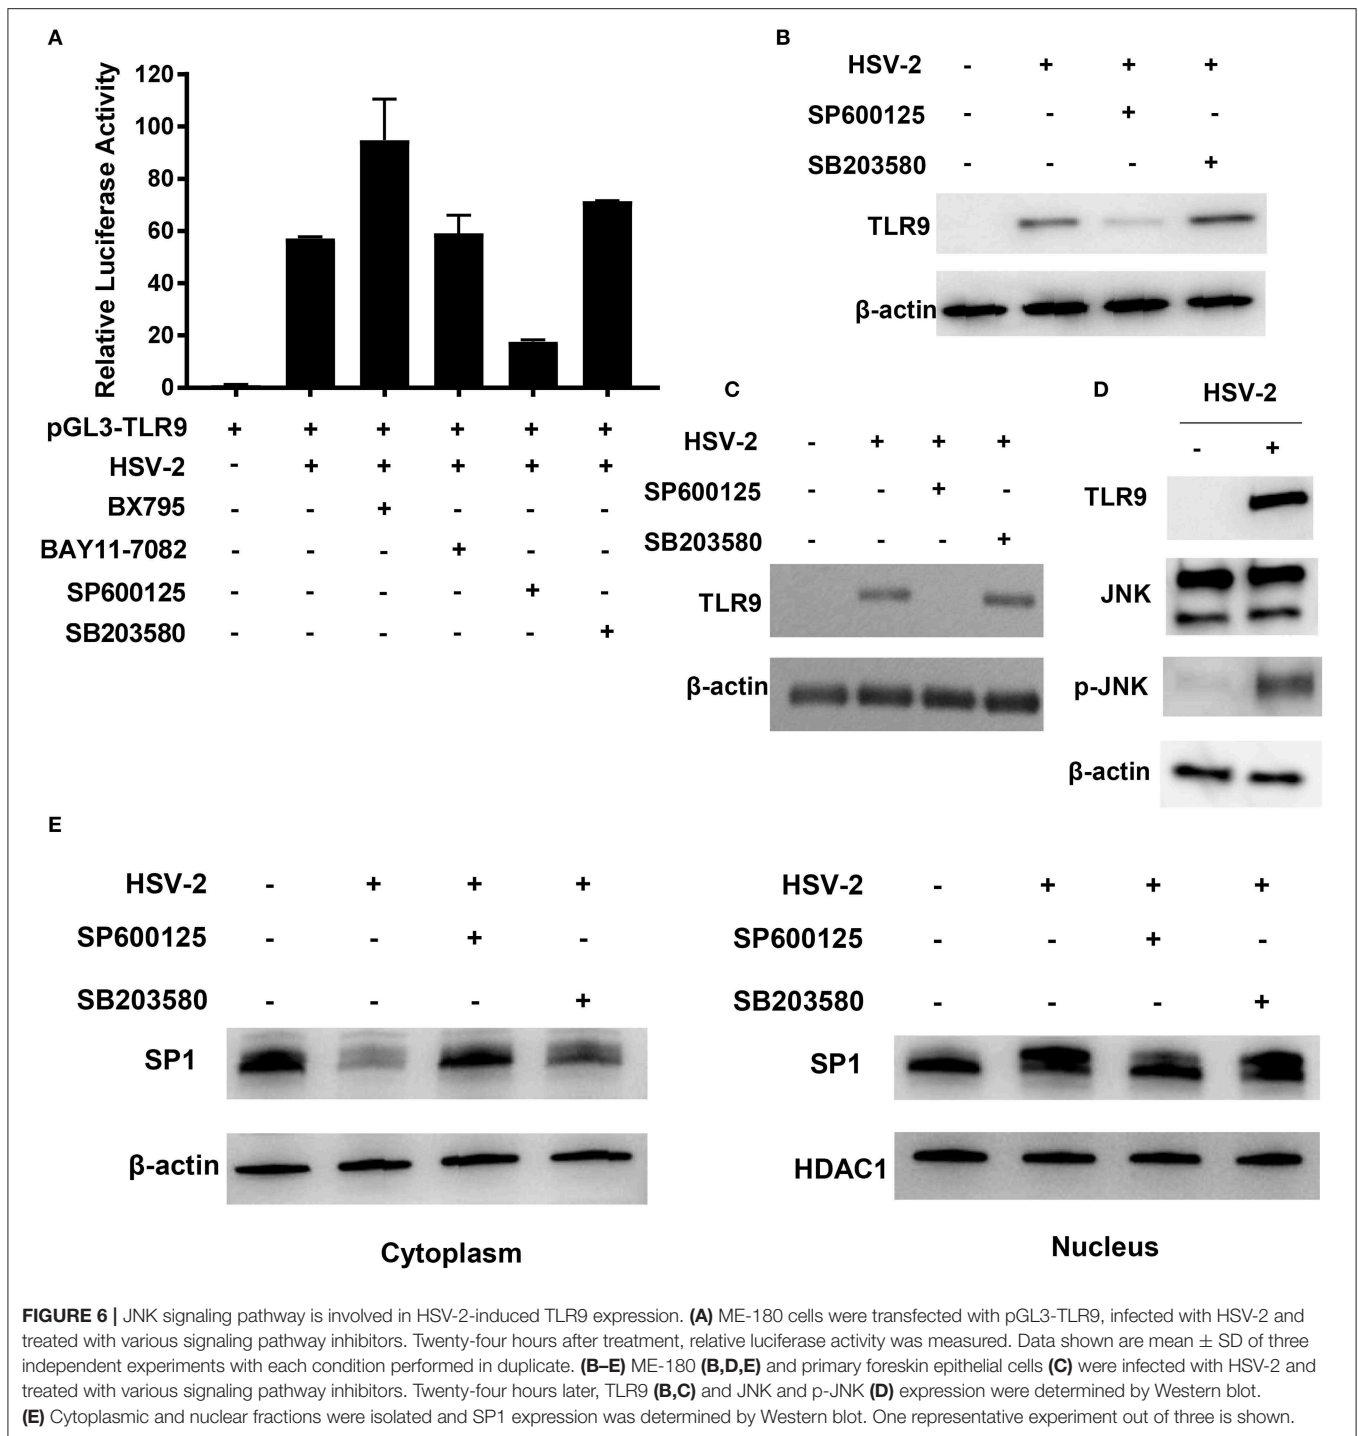 A
120
100
80
60
40
20
0
Relative Luciferase Activity
pGL3-TLR9 + + + + + +
HSV-2 - + + + + +
BX795 - - + - - -
BAY11-7082 - - - + - -
SP600125 - - - - + -
SB203580 - - - - - +
B
HSV-2 - + + +
SP600125 - - + -
SB203580 - - - +
TLR9
β-actin
C
HSV-2 - + + +
SP600125 - - + -
SB203580 - - - +
TLR9
β-actin
D
HSV-2
- +
TLR9
JNK
p-JNK
β-actin
E
HSV-2 - + + +
SP600125 - - + -
SB203580 - - - +
SP1
β-actin
Cytoplasm
HSV-2 - + + +
SP600125 - - + -
SB203580 - - - +
SP1
HDAC1
Nucleus
FIGURE 6 | JNK signaling pathway is involved in HSV-2-induced TLR9 expression. (A) ME-180 cells were transfected with pGL3-TLR9, infected with HSV-2 and
treated with various signaling pathway inhibitors. Twenty-four hours after treatment, relative luciferase activity was measured. Data shown are mean ± SD of three
independent experiments with each condition performed in duplicate. (B–E) ME-180 (B,D,E) and primary foreskin epithelial cells (C) were infected with HSV-2 and
treated with various signaling pathway inhibitors. Twenty-four hours later, TLR9 (B,C) and JNK and p-JNK (D) expression were determined by Western blot.
(E) Cytoplasmic and nuclear fractions were isolated and SP1 expression was determined by Western blot. One representative experiment out of three is shown.